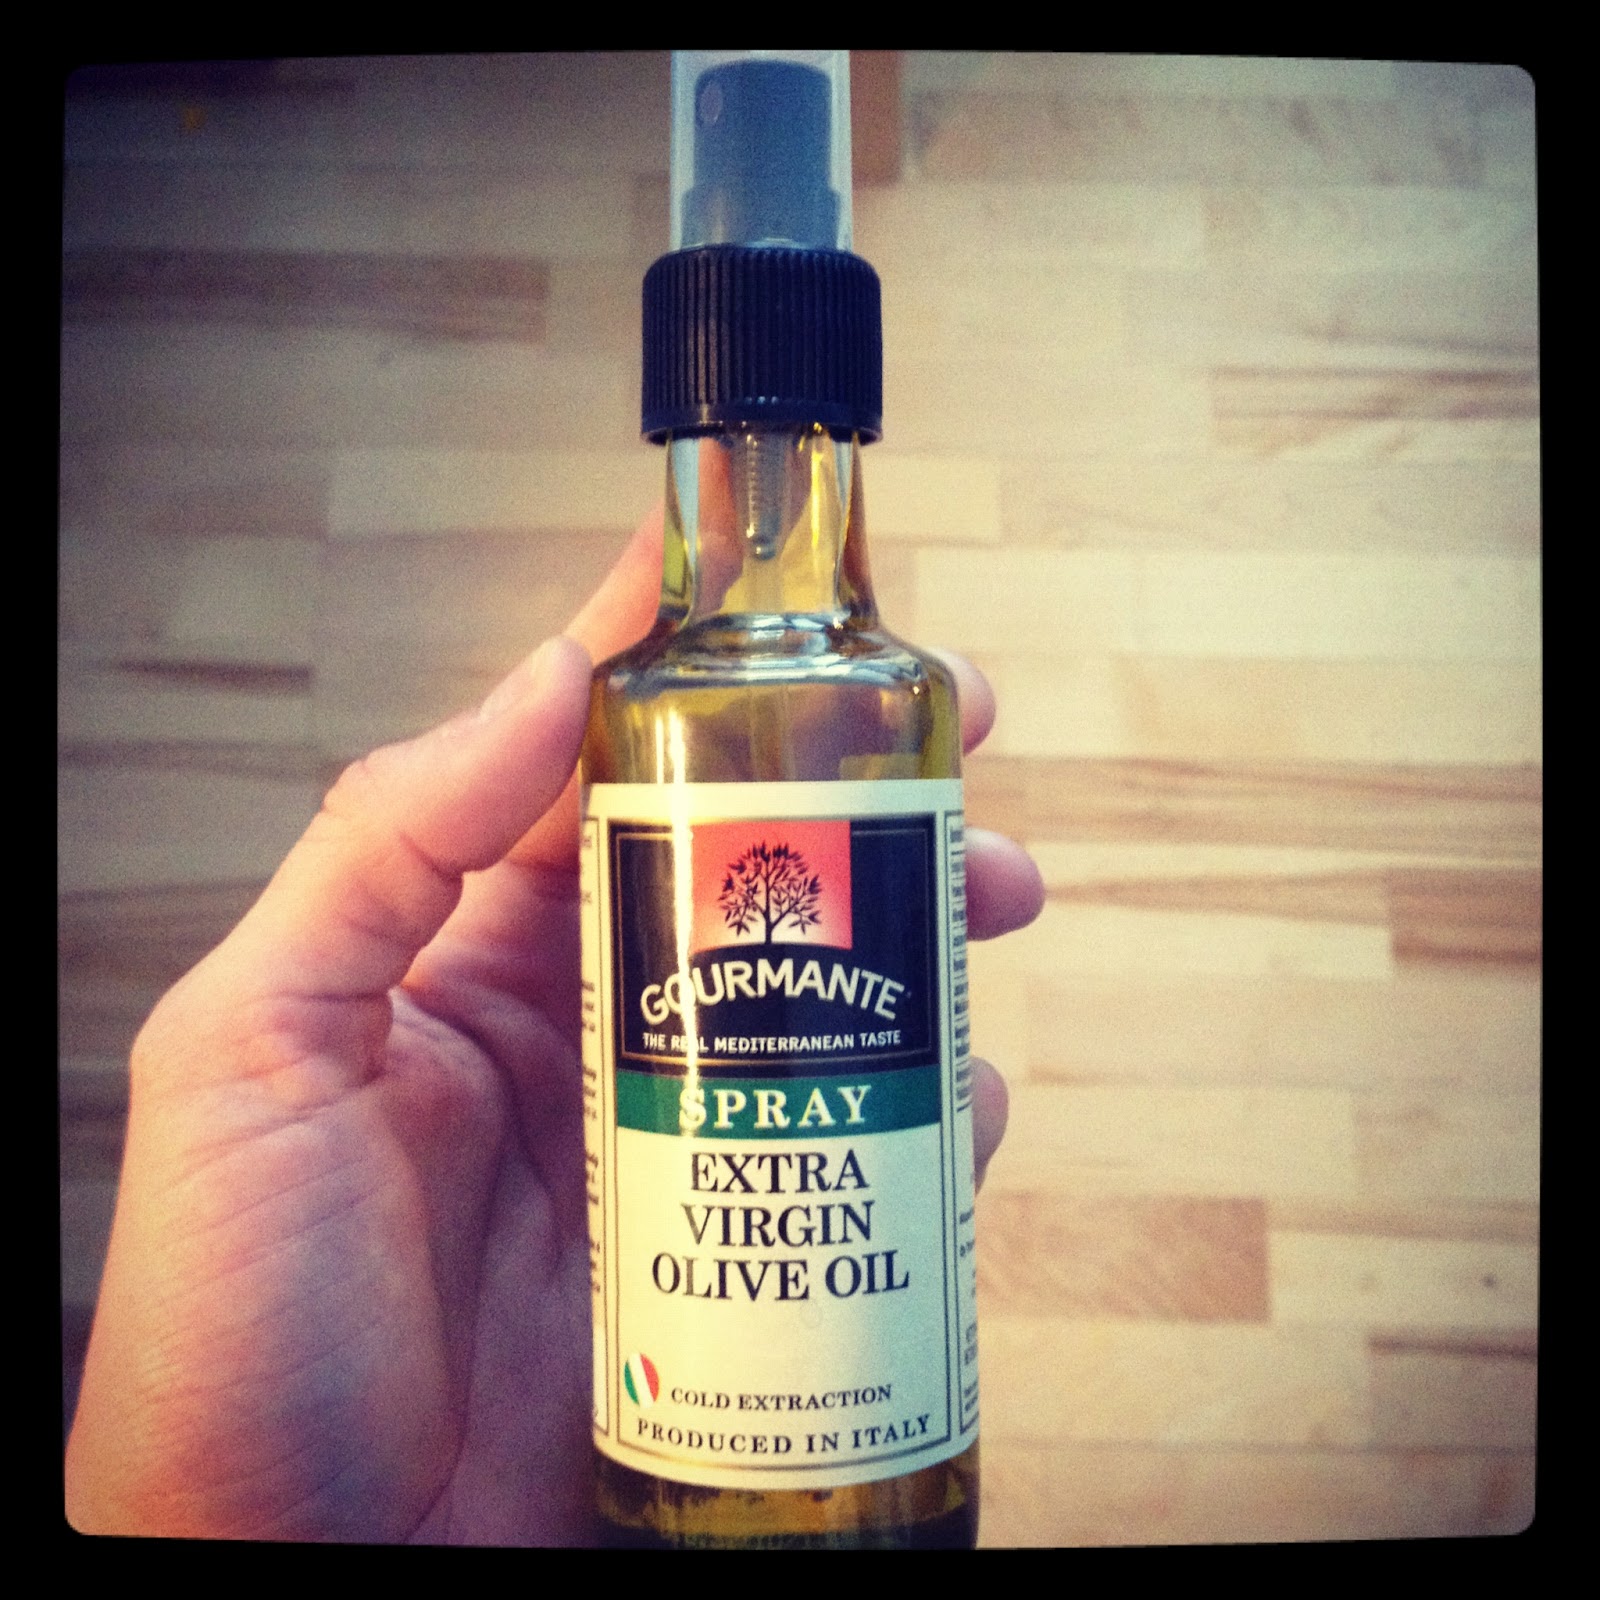 GOURMANTE
THE REAL MEDITERRANEAN TASTE
SPRAY
EXTRA
VIRGIN
OLIVE OIL
COLD EXTRACTION
PRODUCED IN ITALY